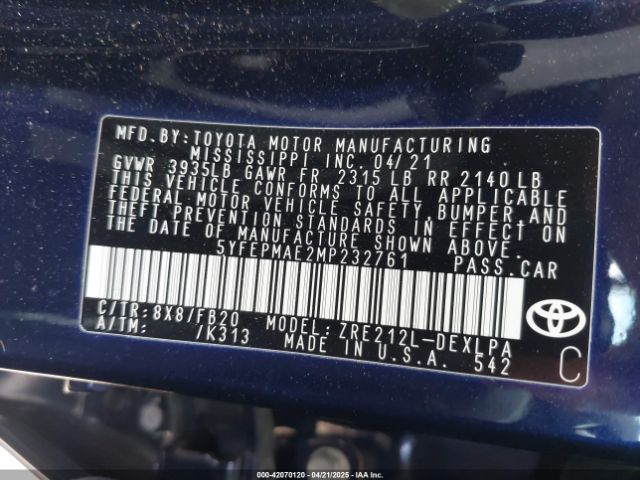 MFD.BY:TOYOTA MOTOR MANUFACTURING
MISSISSIPPI INC. 04/21
GVWR 3935LB GAWR FR 2315 LB RR 2140 LB
THIS VEHICLE CONFORMS TO ALL APPLICABLE
FEDERAL MOTOR VEHICLE SAFETY,BUMPER,AND
THEFT PREVENTION STANDARDS IN EFFECT ON
THE DATE OF MANUFACTURE SHOWN ABOVE.
5YFEPMAE2MP232761 PASS.CAR
C/TR:8X8/FB20 MODEL: ZRE212L-DEXLPA
A/TM: /K313 MADE IN U.S.A. 542
C
000-42070120 - 04/21/2025 - IAA Inc.